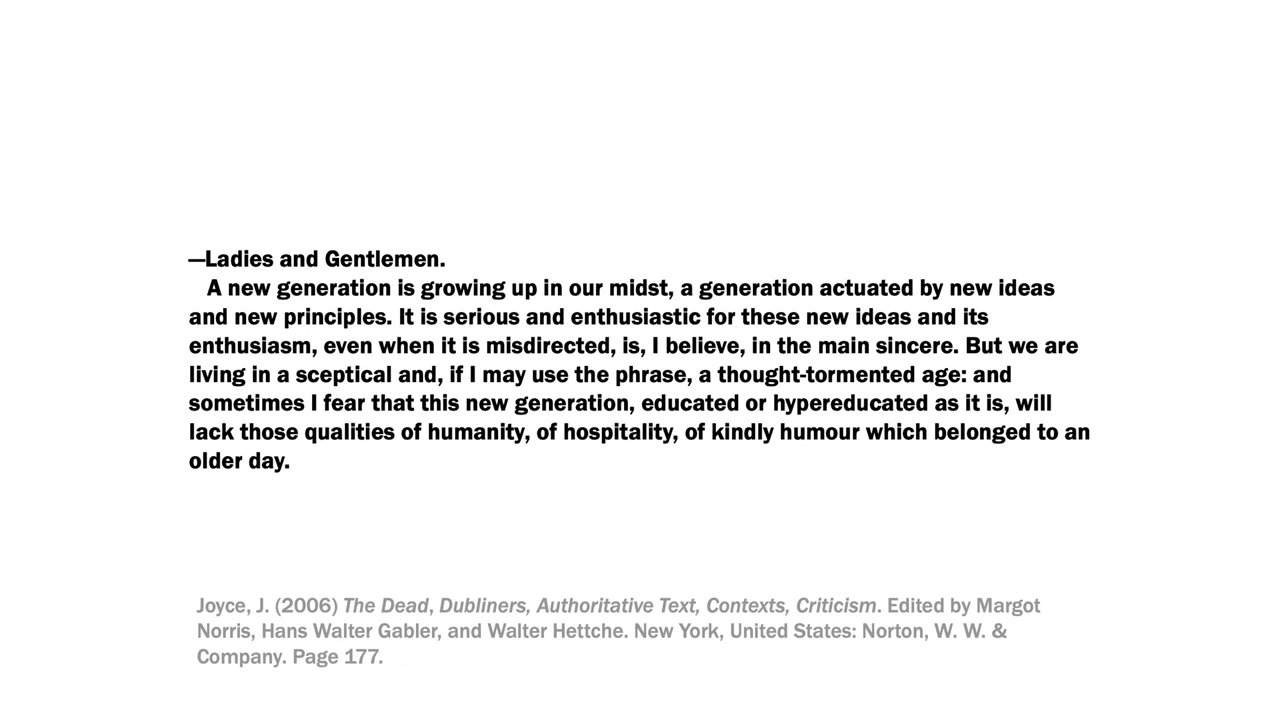 —Ladies and Gentlemen.
A new generation is growing up in our midst, a generation actuated by new ideas
and new principles. It is serious and enthusiastic for these new ideas and its
enthusiasm, even when it is misdirected, is, I believe, in the main sincere. But we are
living in a sceptical and, if I may use the phrase, a thought-tormented age: and
sometimes I fear that this new generation, educated or hypereducated as it is, will
lack those qualities of humanity, of hospitality, of kindly humour which belonged to an
older day.
Joyce, J. (2006) The Dead, Dubliners, Authoritative Text, Contexts, Criticism. Edited by Margot
Norris, Hans Walter Gabler, and Walter Hettche. New York, United States: Norton, W. W. &
Company. Page 177.